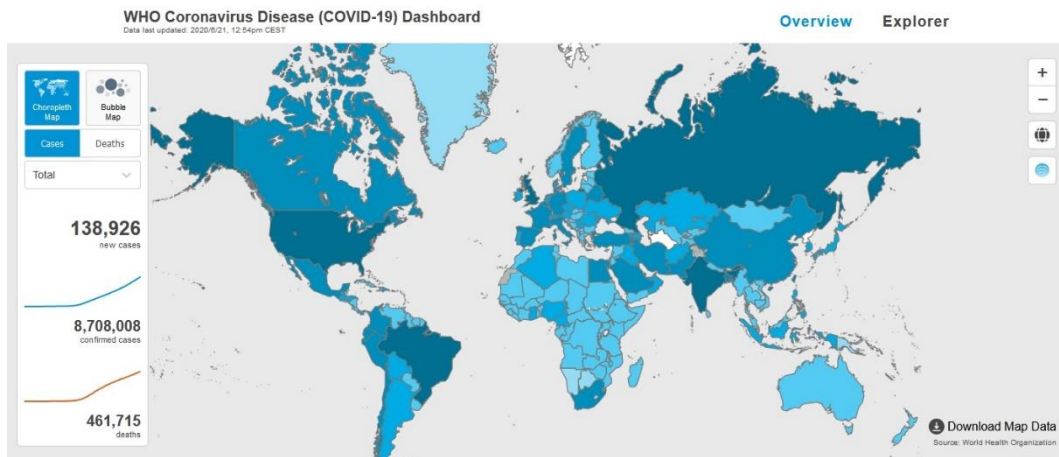 WHO Coronavirus Disease (COVID-19) Dashboard
Data last updated: 2020/6/21, 12:54pm CEST
Overview
Explorer
Choropleth
Map
Bubble
Map
Cases
Deaths
Total
138,926
new cases
8,708,008
confirmed cases
461,715
deaths
+
−
Download Map Data
Source: World Health Organization